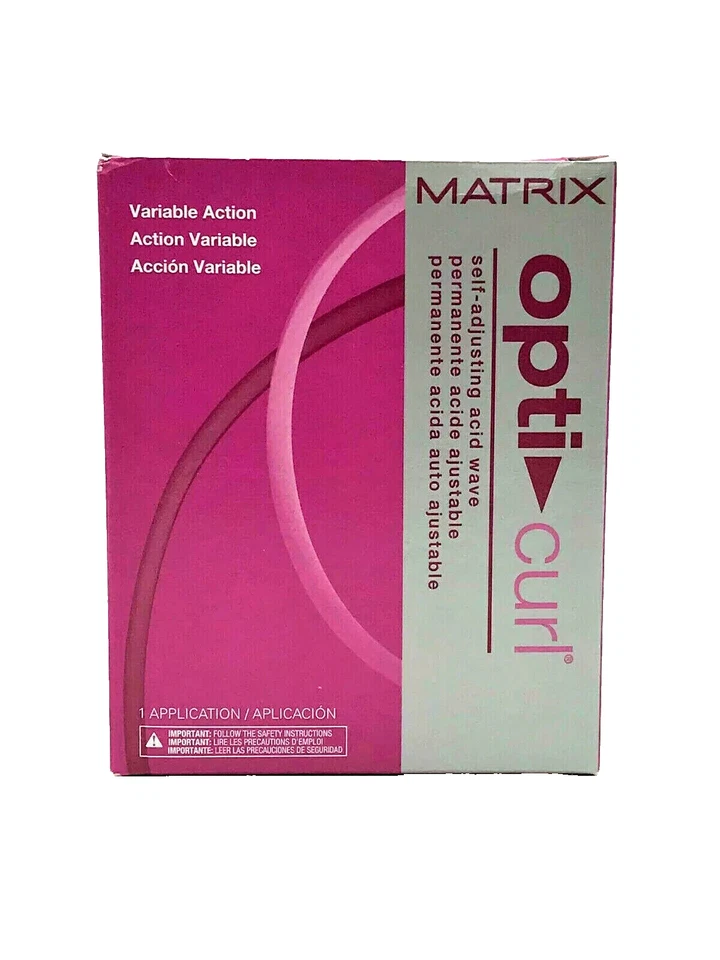 Variable Action
Action Variable
Acción Variable
MATRIX
opti curl®
self-adjusting acid wave
permanente acide ajustable
permanente acida auto ajustable
1 APPLICATION / APLICACIÓN
IMPORTANT: FOLLOW THE SAFETY INSTRUCTIONS
IMPORTANT: LIRE LES PRECAUTIONS D'EMPLOI
IMPORTANTE: LEER LAS PRECAUCIONES DE SEGURIDAD